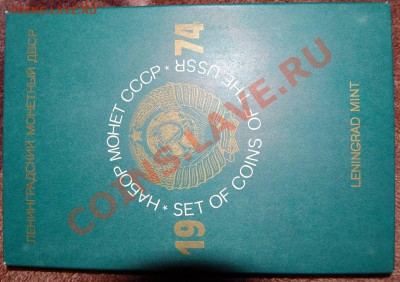 ЛЕНИНГРАДСКИЙ МОНЕТНЫЙ ДВОР
НАБОР МОНЕТ СССР *
SET OF COINS OF THE USSR *
19 74
LENINGRAD MINT
COINS.LAVE.RU